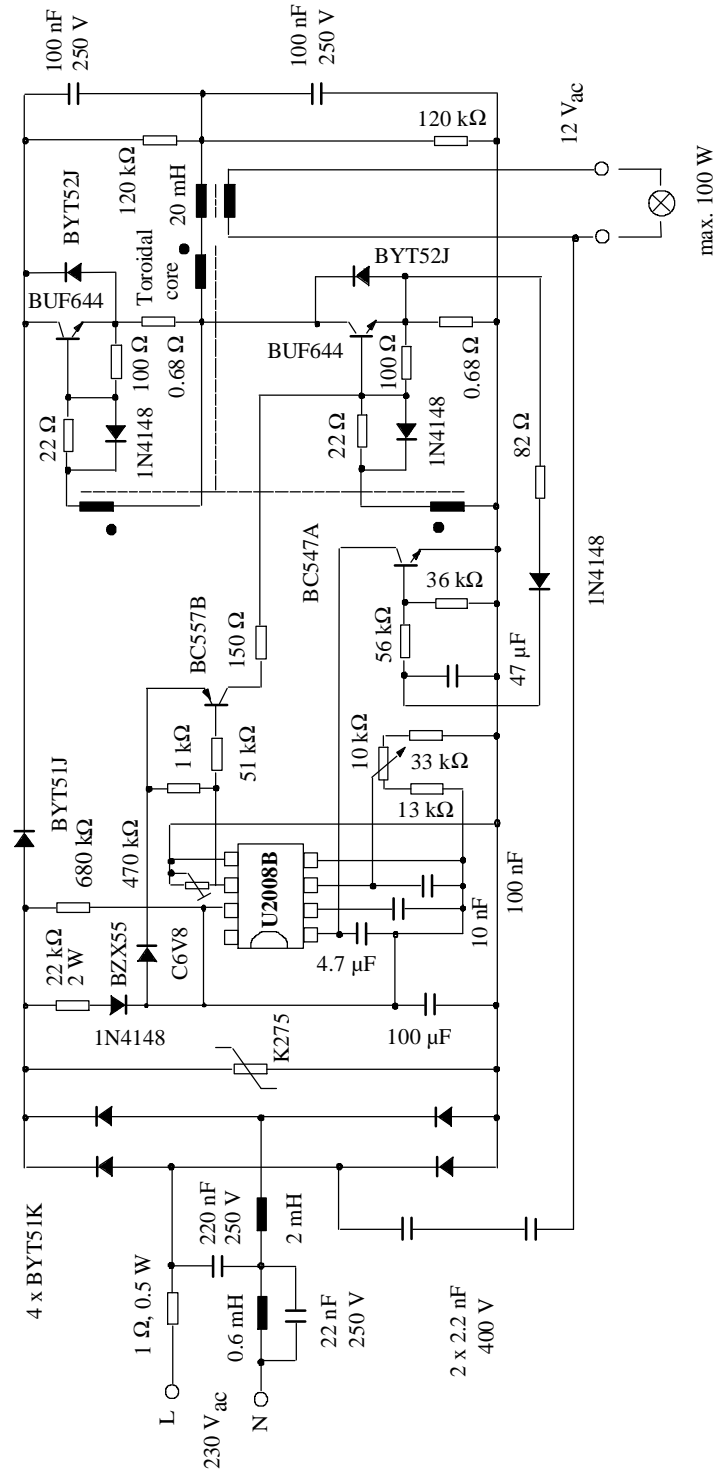 L
N
230 Vac
1 Ω, 0.5 W
4 x BYT51K
0.6 mH
220 nF
250 V
22 nF
250 V
2 mH
2 x 2.2 nF
400 V
K275
1N4148
22 kΩ
2 W
BZX55
C6V8
680 kΩ
BYT51J
470 kΩ
1 kΩ
51 kΩ
BC557B
150 Ω
U2008B
4.7 μF
100 μF
10 nF
100 nF
13 kΩ
33 kΩ
10 kΩ
56 kΩ
47 μF
36 kΩ
BC547A
1N4148
82 Ω
22 Ω
1N4148
100 Ω
0.68 Ω
BUF644
BYT52J
Toroidal
core
22 Ω
1N4148
100 Ω
0.68 Ω
BUF644
BYT52J
20 mH
120 kΩ
120 kΩ
100 nF
250 V
100 nF
250 V
12 Vac
max. 100 W